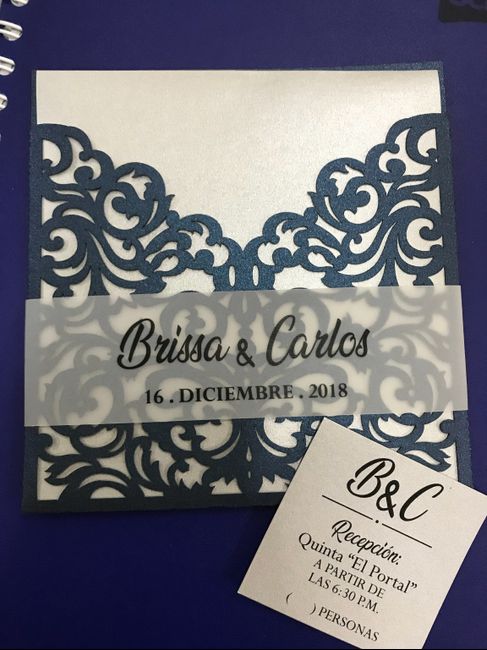 Brissa & Carlos
16 . DICIEMBRE . 2018
B&C
Recepción:
Quinta "El Portal"
A PARTIR DE
LAS 6:30 P.M.
( ) PERSONAS